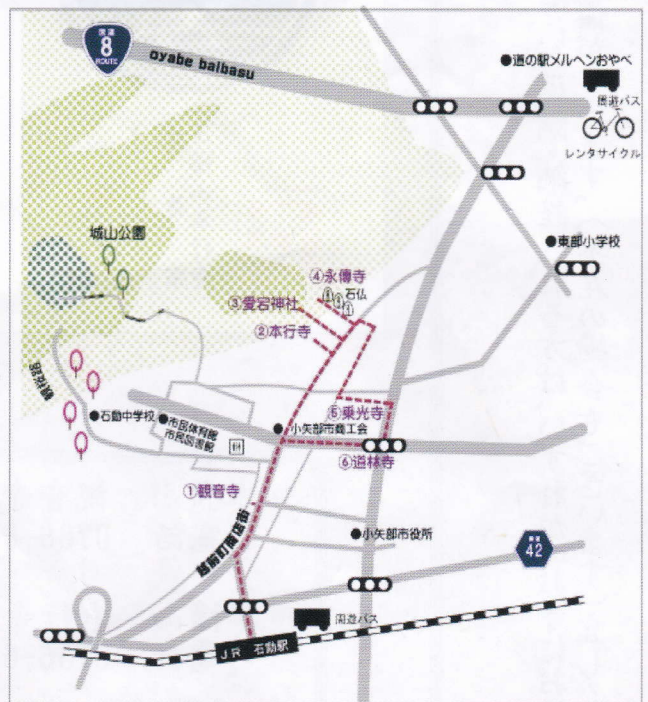 国道
8
ROUTE
oyabe baibasu
●道の駅メルヘンおやべ
周遊バス
レンタサイクル
城山公園
●東部小学校
④永傳寺
石仏
③愛宕神社
②本行寺
●石動中学校
●市民体育館
市民図書館
⑤乗光寺
●小矢部市商工会
⑥道林寺
①観音寺
越前町商店街
●小矢部市役所
県道
42
周遊バス
JR 石動駅